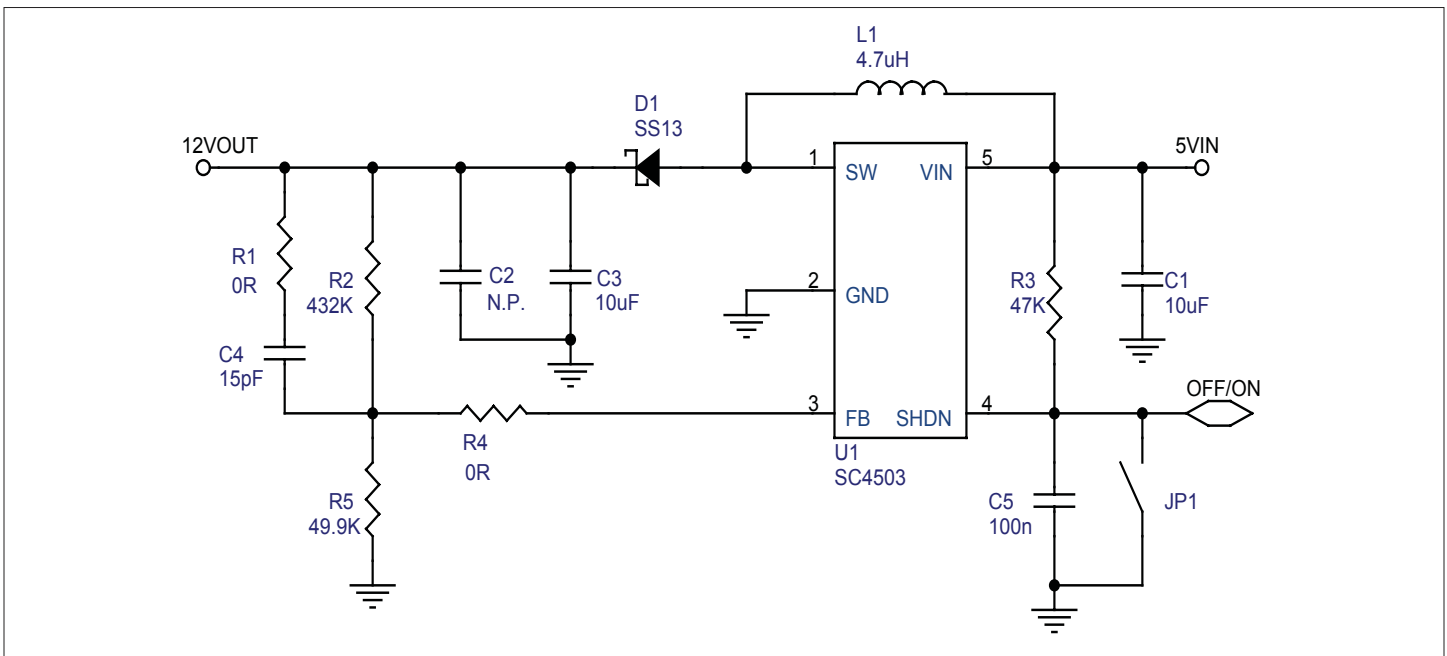 L1
4.7uH
D1
SS13
12VOUT
1
5
5VIN
SW
VIN
R1
0R
R2
432K
C2
N.P.
C3
10uF
2
GND
R3
47K
C1
10uF
C4
15pF
OFF/ON
3
4
FB
SHDN
R4
0R
U1
SC4503
R5
49.9K
C5
100n
JP1